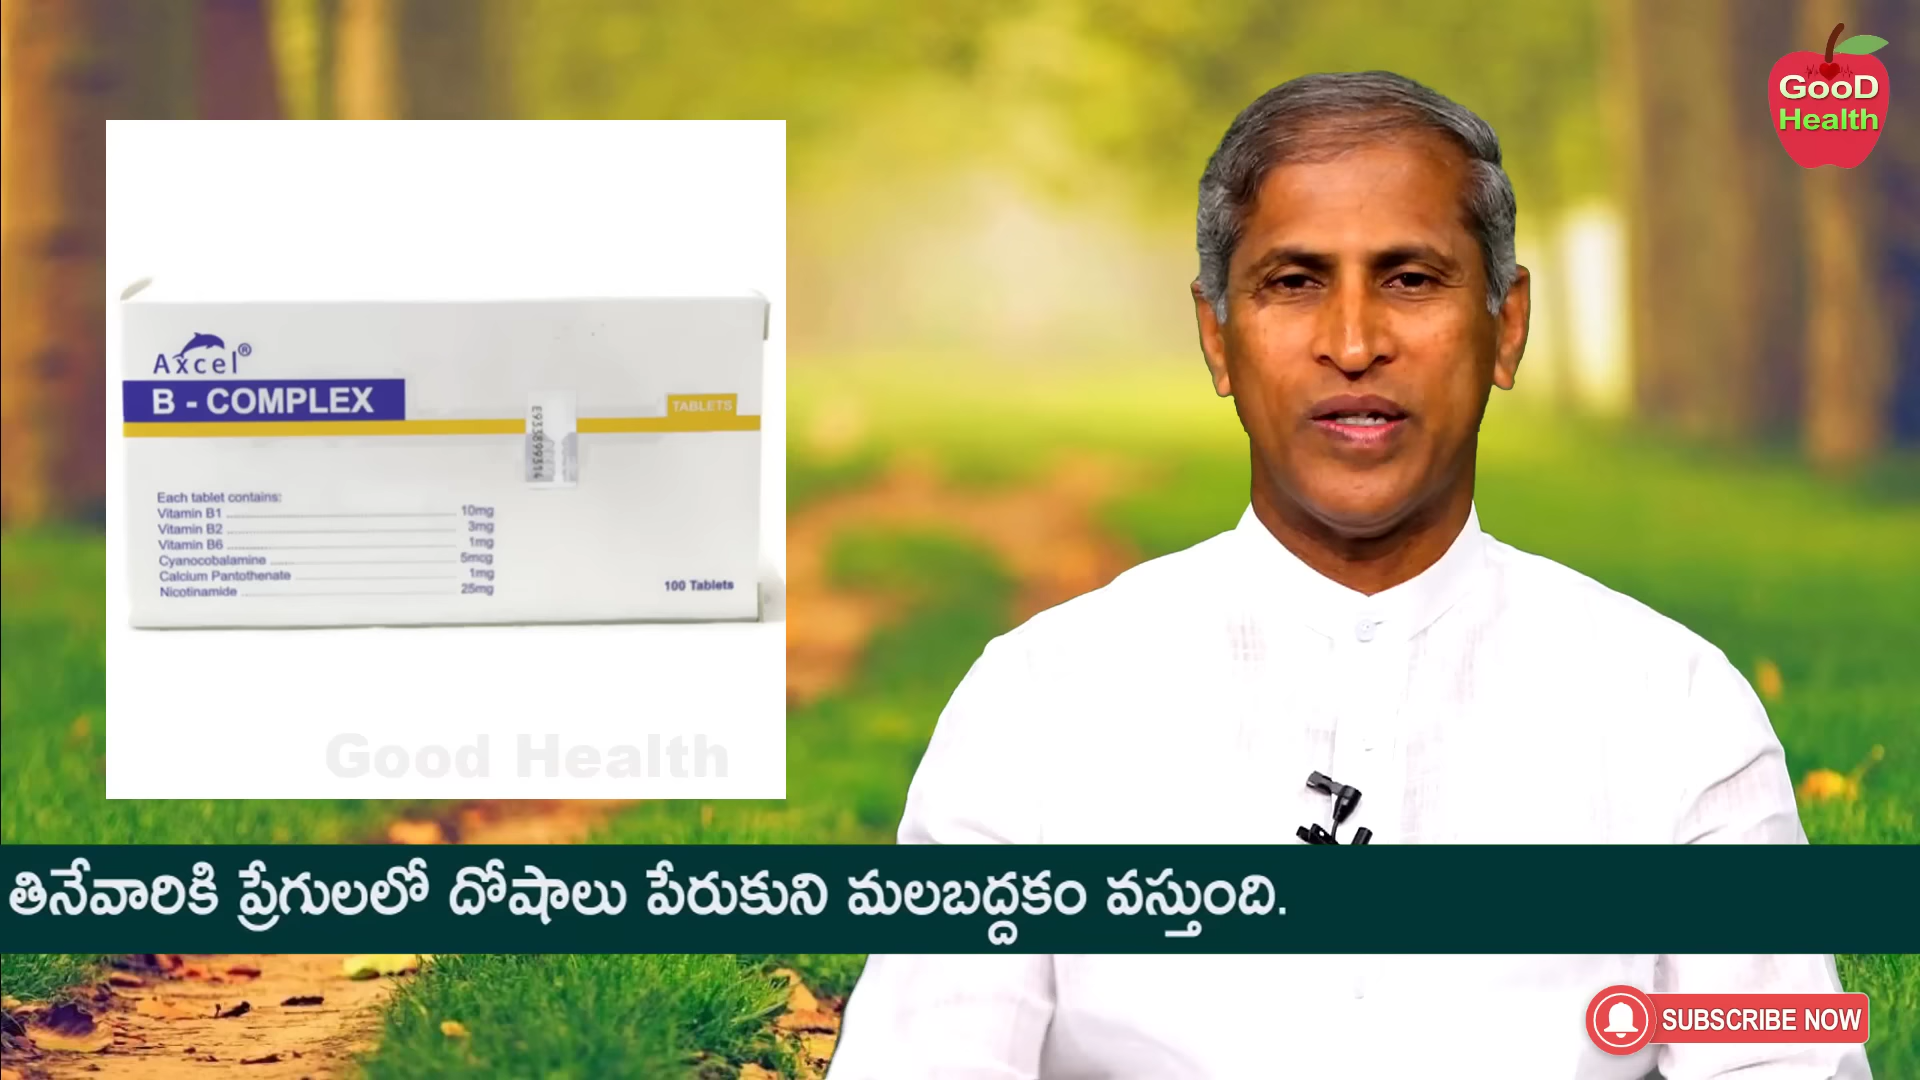 GooD
Health
Axcel®
B - COMPLEX
TABLETS
E933899314
Each tablet contains:
Vitamin B1 10mg
Vitamin B2 3mg
Vitamin B6 1mg
Cyanocobalamine 5mcg
Calcium Pantothenate 1mg
Nicotinamide 25mg
100 Tablets
Good Health
తినేవారికి ప్రేగులలో దోషాలు పేరుకుని మలబద్ధకం వస్తుంది.
SUBSCRIBE NOW